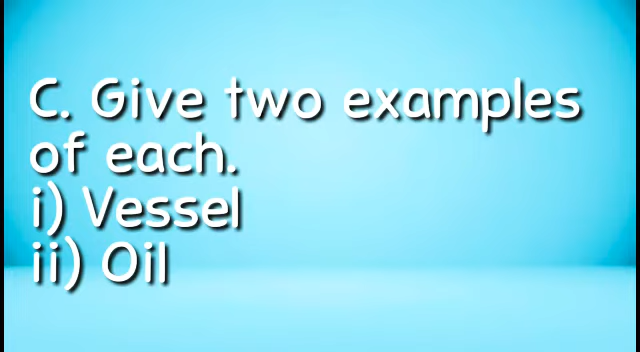 C. Give two examples
of each.
i) Vessel
ii) Oil